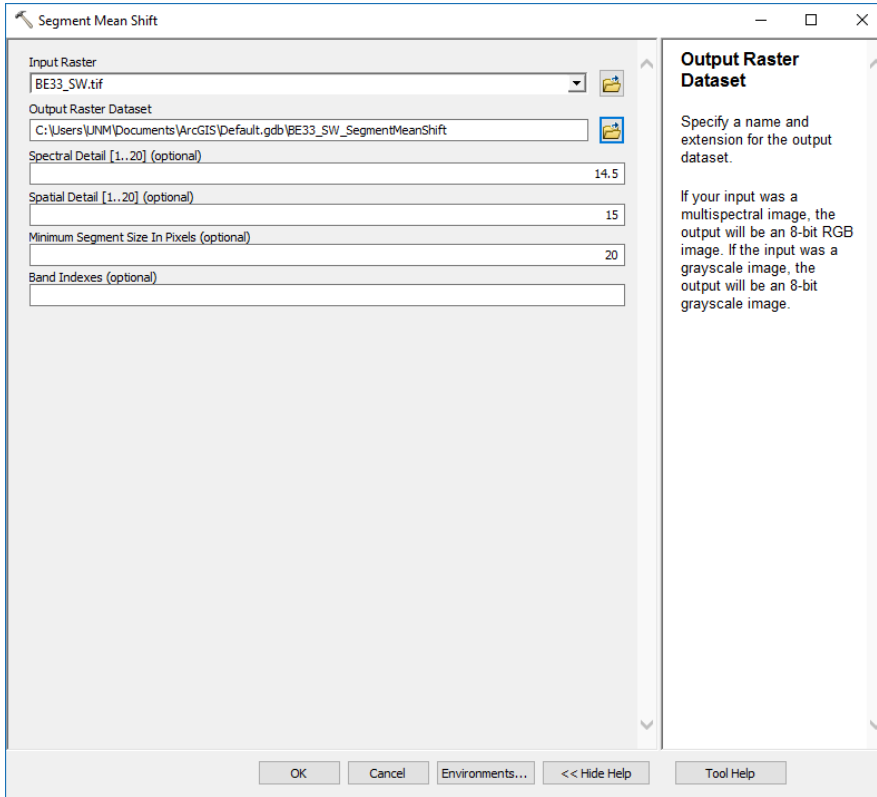 Segment Mean Shift
Input Raster
BE33_SW.tif
Output Raster Dataset
C:\Users\UNM\Documents\ArcGIS\Default.gdb\BE33_SW_SegmentMeanShift
Spectral Detail [1..20] (optional)
14.5
Spatial Detail [1..20] (optional)
15
Minimum Segment Size In Pixels (optional)
20
Band Indexes (optional)
Output Raster
Dataset
Specify a name and
extension for the output
dataset.
If your input was a
multispectral image, the
output will be an 8-bit RGB
image. If the input was a
grayscale image, the
output will be an 8-bit
grayscale image.
OK
Cancel
Environments...
<< Hide Help
Tool Help